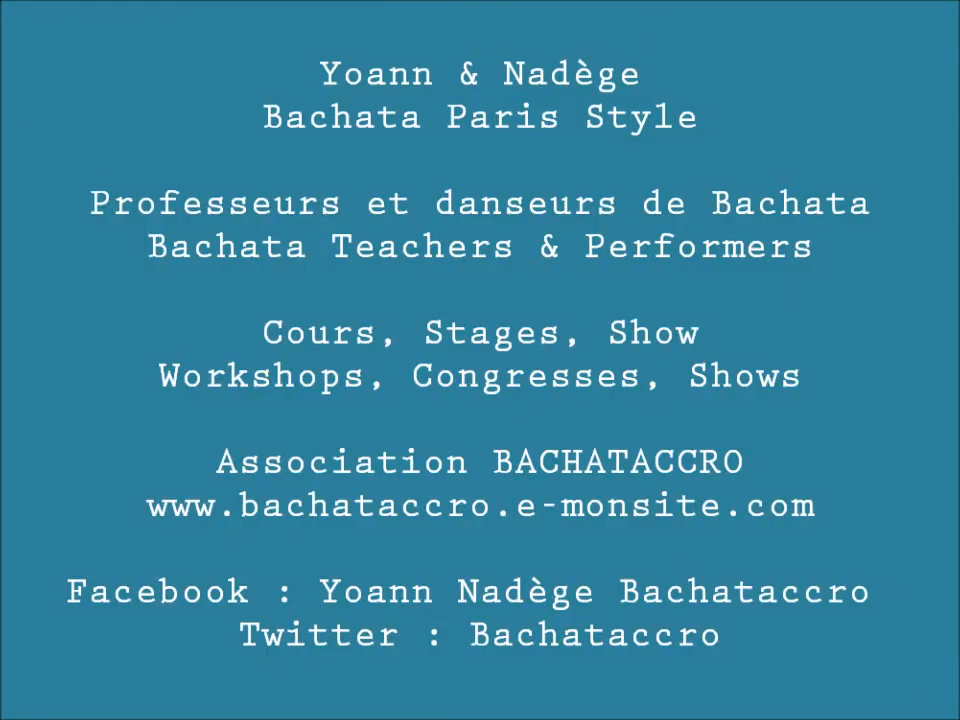 Yoann & Nadège
Bachata Paris Style
Professeurs et danseurs de Bachata
Bachata Teachers & Performers
Cours, Stages, Show
Workshops, Congresses, Shows
Association BACHATACCRO
www.bachataccro.e-monsite.com
Facebook : Yoann Nadège Bachataccro
Twitter : Bachataccro